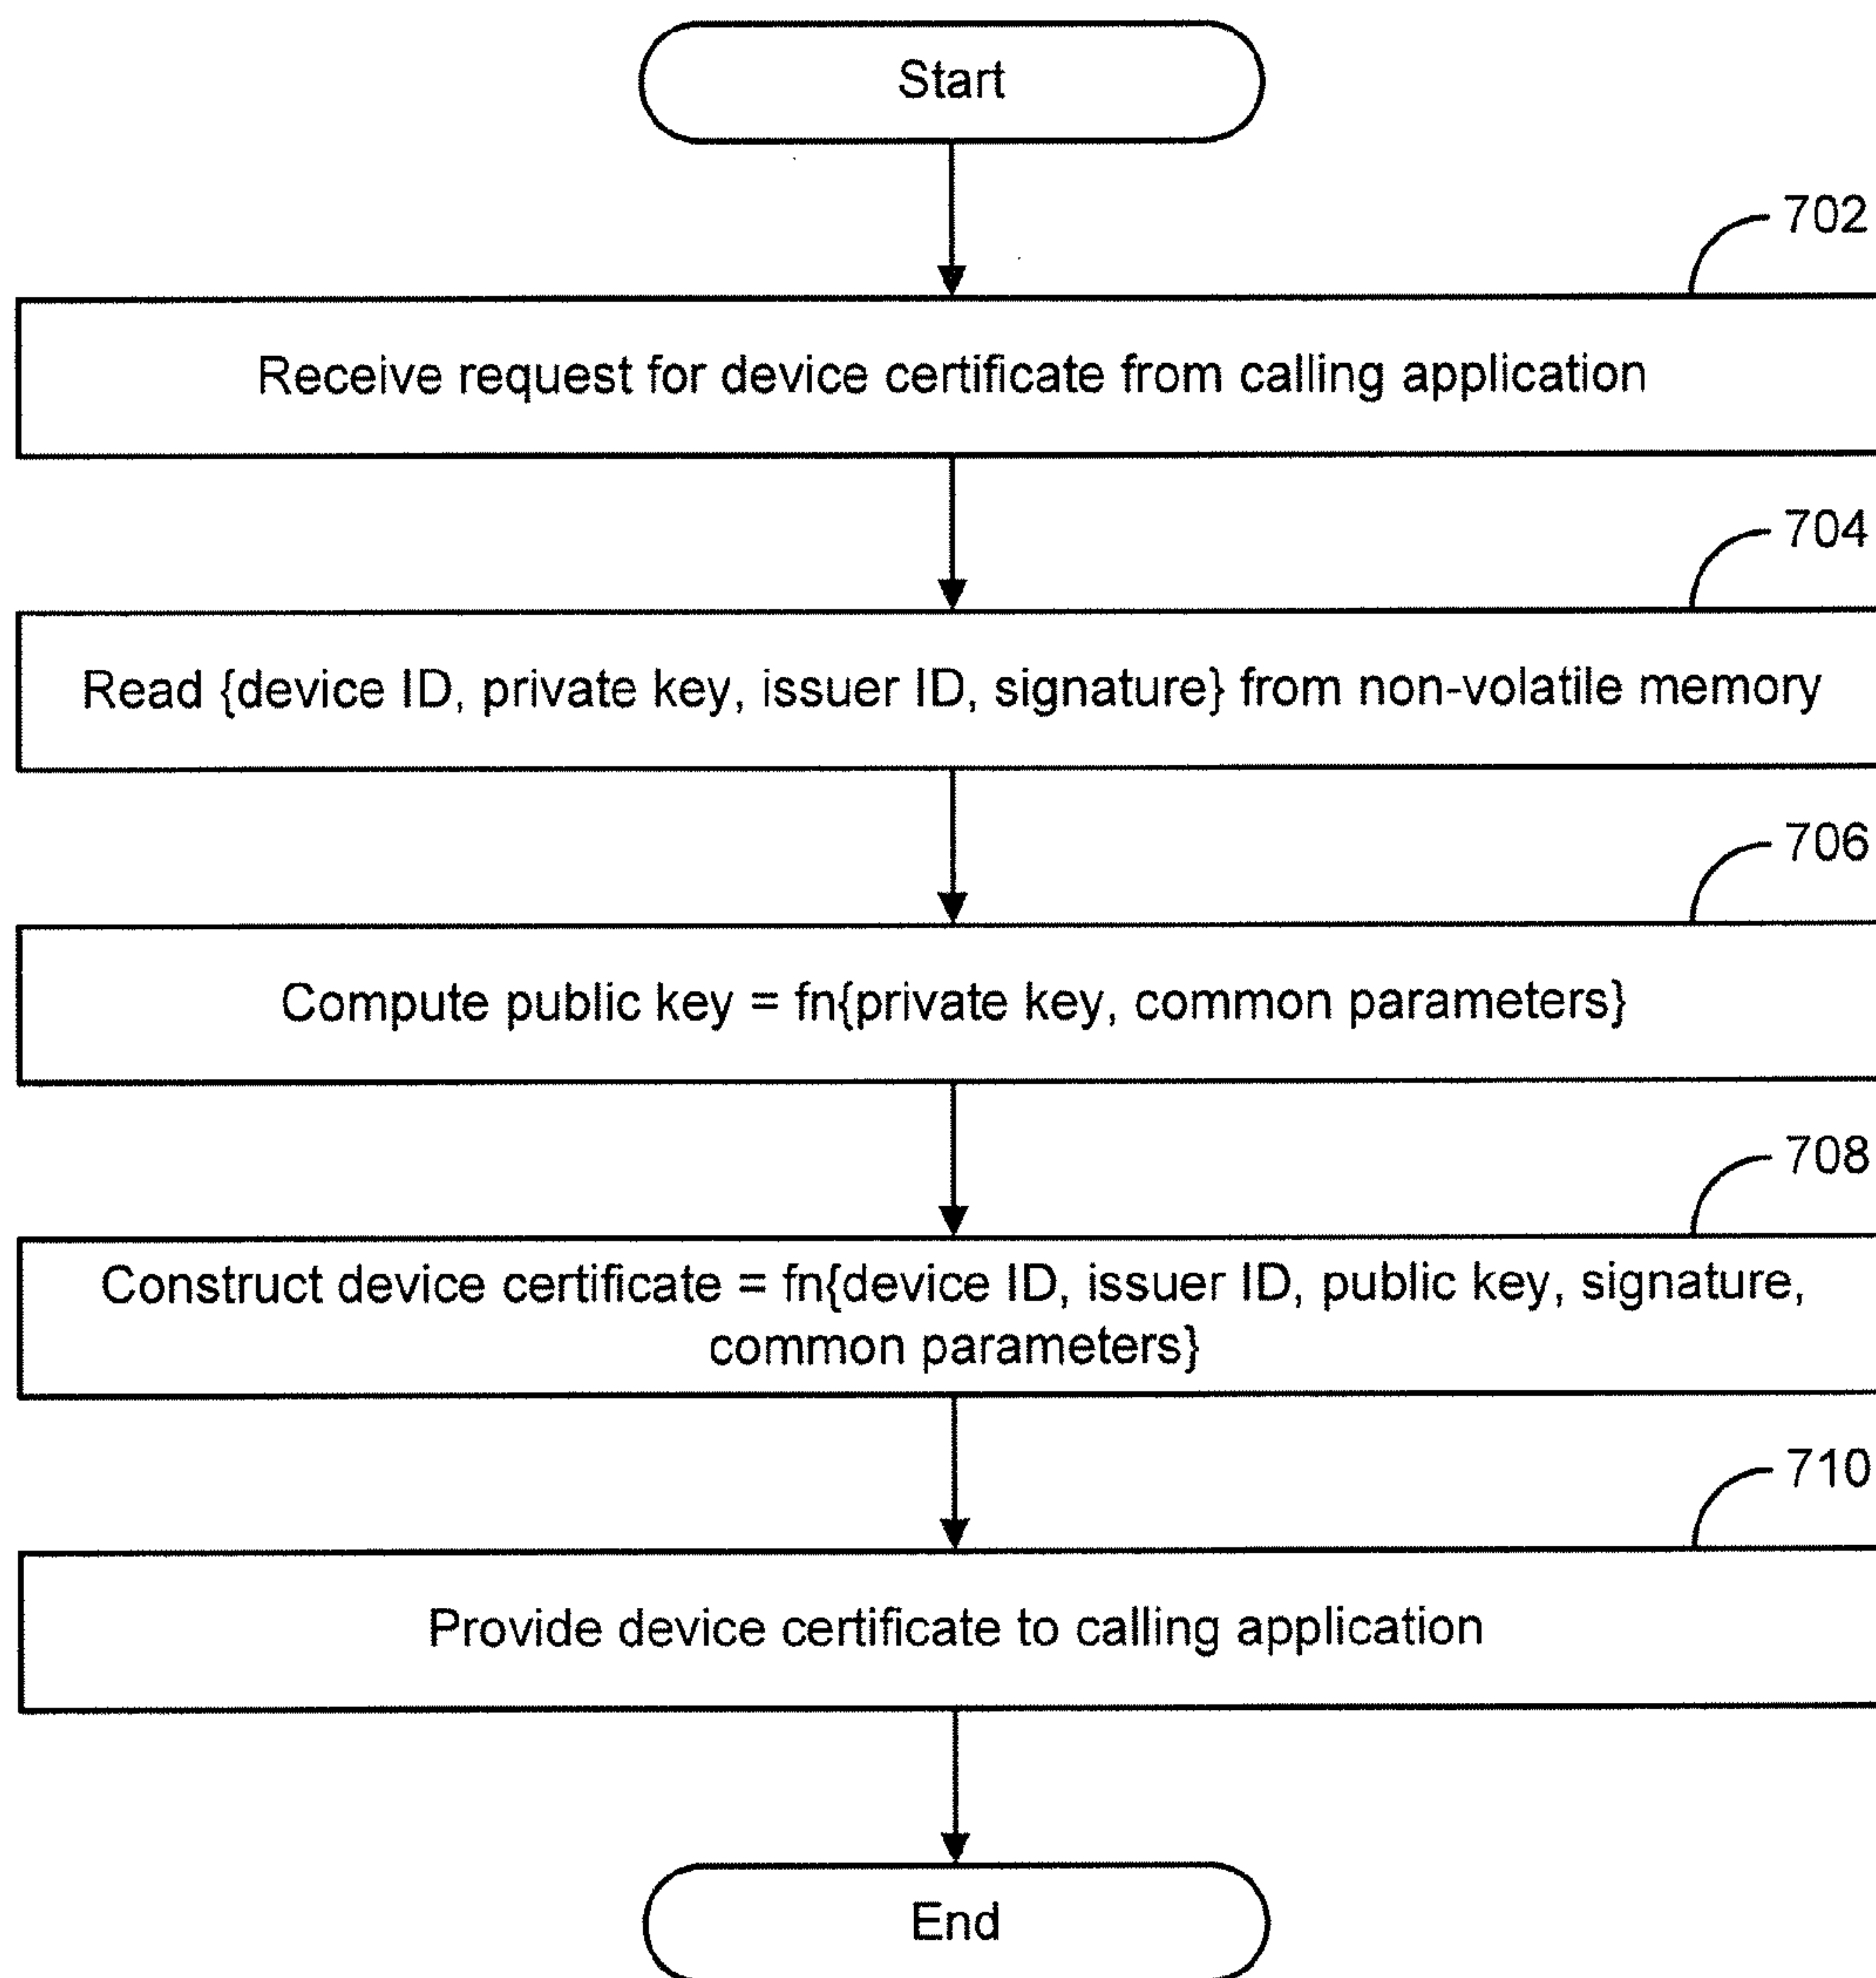 Start
702
Receive request for device certificate from calling application
704
Read {device ID, private key, issuer ID, signature} from non-volatile memory
706
Compute public key = fn{private key, common parameters}
708
Construct device certificate = fn{device ID, issuer ID, public key, signature,
common parameters}
710
Provide device certificate to calling application
End